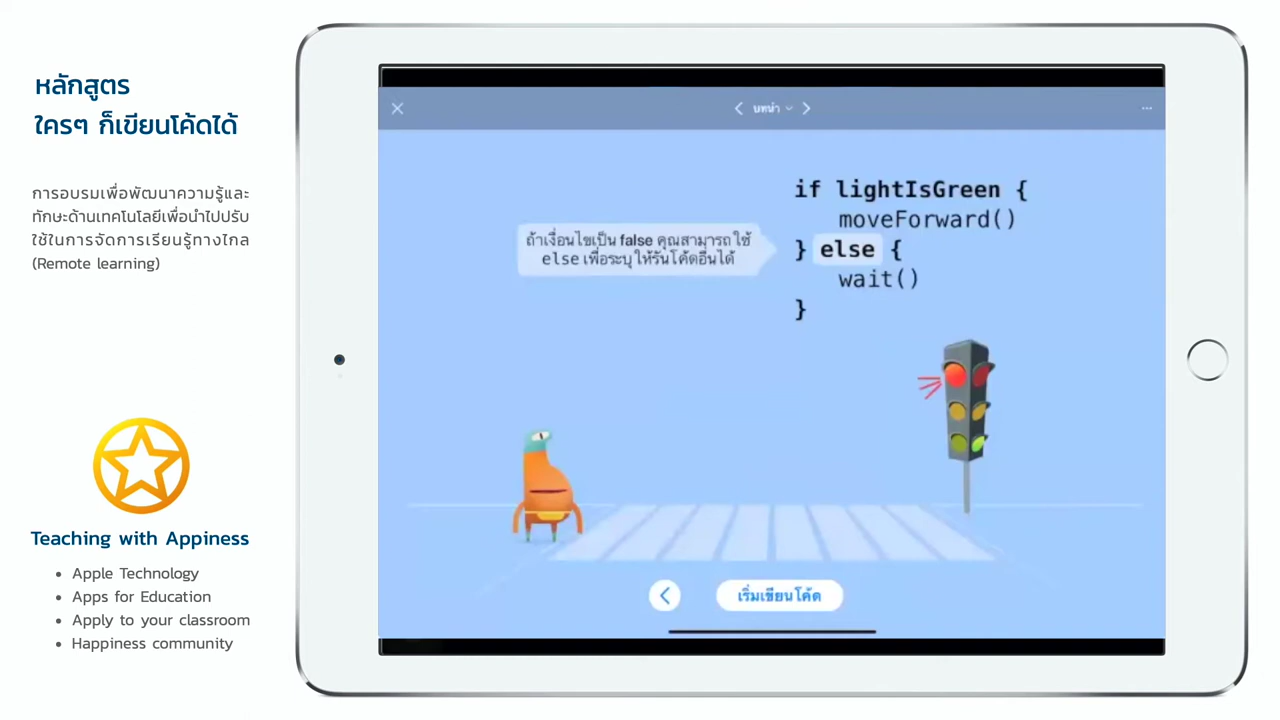 หลักสูตร
ใครๆ ก็เขียนโค้ดได้
การอบรมเพื่อพัฒนาความรู้และ
ทักษะด้านเทคโนโลยีเพื่อนำไปปรับ
ใช้ในการจัดการเรียนรู้ทางไกล
(Remote learning)
Teaching with Appiness
• Apple Technology
• Apps for Education
• Apply to your classroom
• Happiness community
บทนำ
if lightIsGreen {
moveForward()
} else {
wait()
}
ถ้าเงื่อนไขเป็น false คุณสามารถใช้
else เพื่อระบุให้รันโค้ดอื่นได้
เริ่มเขียนโค้ด